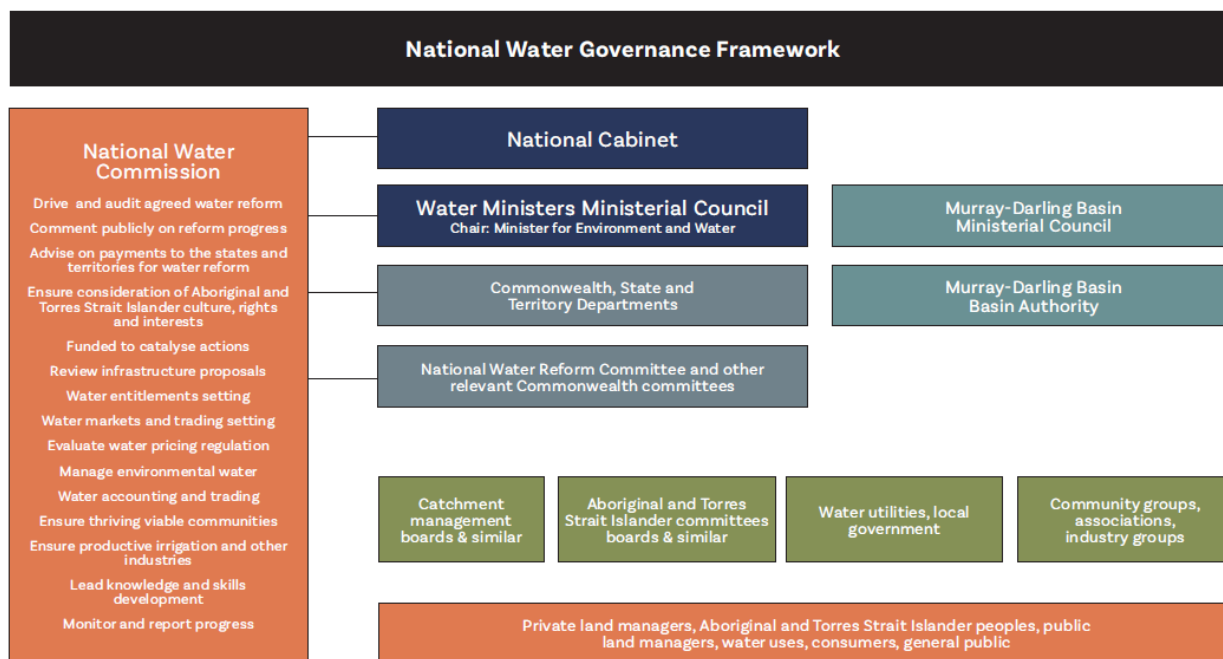 National Water Governance Framework
National Water
Commission
Drive and audit agreed water reform
Comment publicly on reform progress
Advise on payments to the states and
territories for water reform
Ensure consideration of Aboriginal and
Torres Strait Islander culture, rights
and interests
Funded to catalyse actions
Review infrastructure proposals
Water entitlements setting
Water markets and trading setting
Evaluate water pricing regulation
Manage environmental water
Water accounting and trading
Ensure thriving viable communities
Ensure productive irrigation and other
industries
Lead knowledge and skills
development
Monitor and report progress
National Cabinet
Water Ministers Ministerial Council
Chair: Minister for Environment and Water
Murray-Darling Basin
Ministerial Council
Commonwealth, State and
Territory Departments
Murray-Darling Basin
Basin Authority
National Water Reform Committee and other
relevant Commonwealth committees
Catchment
management
boards & similar
Aboriginal and Torres
Strait Islander committees
boards & similar
Water utilities, local
government
Community groups,
associations,
industry groups
Private land managers, Aboriginal and Torres Strait Islander peoples, public
land managers, water uses, consumers, general public